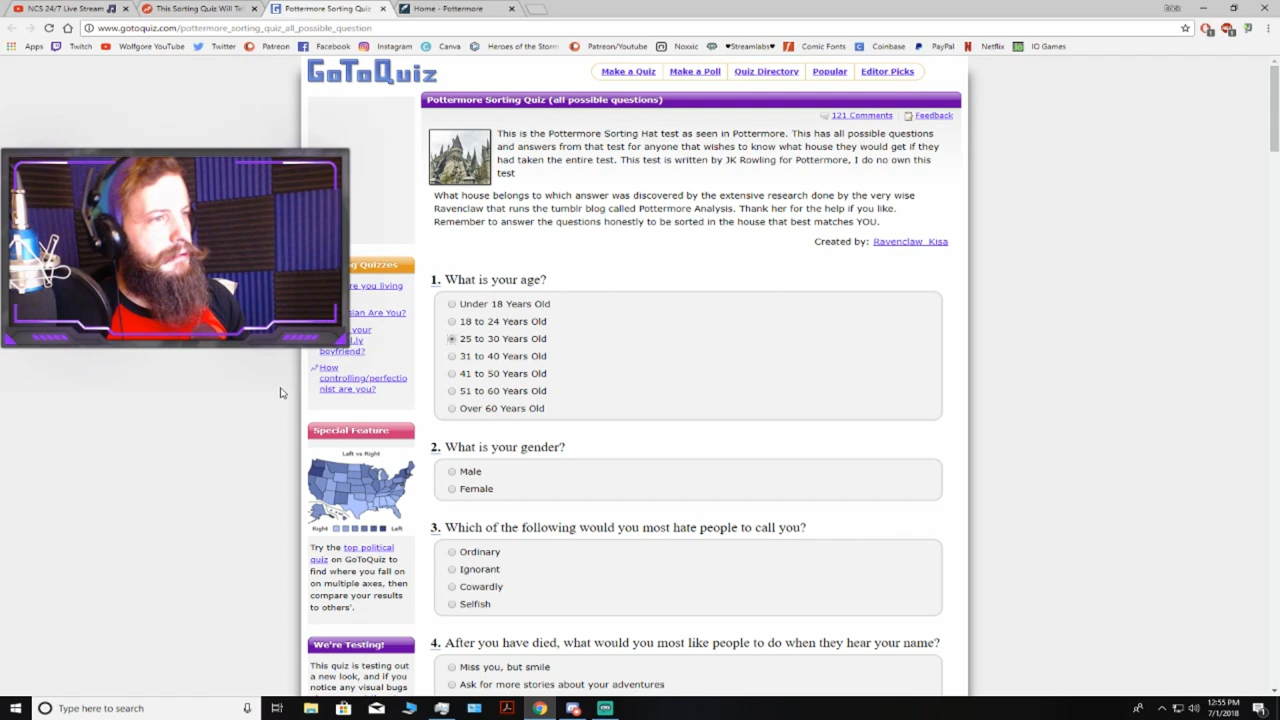 NCS 24/7 Live Stream
This Sorting Quiz Will Tel
Pottermore Sorting Quiz
Home - Pottermore
www.gotoquiz.com/pottermore_sorting_quiz_all_possible_question
Apps
Twitch
Wolfgore YouTube
Twitter
Patreon
Facebook
Instagram
Canva
Heroes of the Storm
Patreon/Youtube
Noxxic
♥Streamlabs♥
Comic Fonts
Coinbase
PayPal
Netflix
IO Games
GoToQuiz
Make a Quiz
Make a Poll
Quiz Directory
Popular
Editor Picks
Pottermore Sorting Quiz (all possible questions)
121 Comments
Feedback
This is the Pottermore Sorting Hat test as seen in Pottermore. This has all possible questions
and answers from that test for anyone that wishes to know what house they would get if they
had taken the entire test. This test is written by JK Rowling for Pottermore, I do no own this
test
What house belongs to which answer was discovered by the extensive research done by the very wise
Ravenclaw that runs the tumblr blog called Pottermore Analysis. Thank her for the help if you like.
Remember to answer the questions honestly to be sorted in the house that best matches YOU.
Created by: Ravenclaw_Kisa
Quizzes
re you living
sian Are You?
your
l.ly
boyfriend?
How
controlling/perfectio
nist are you?
Special Feature
Left vs Right
Right
Left
Try the top political
quiz on GoToQuiz to
find where you fall on
on multiple axes, then
compare your results
to others'.
We're Testing!
This quiz is testing out
a new look, and if you
notice any visual bugs
1. What is your age?
Under 18 Years Old
18 to 24 Years Old
25 to 30 Years Old
31 to 40 Years Old
41 to 50 Years Old
51 to 60 Years Old
Over 60 Years Old
2. What is your gender?
Male
Female
3. Which of the following would you most hate people to call you?
Ordinary
Ignorant
Cowardly
Selfish
4. After you have died, what would you most like people to do when they hear your name?
Miss you, but smile
Ask for more stories about your adventures
Type here to search
12:55 PM
7/1/2018